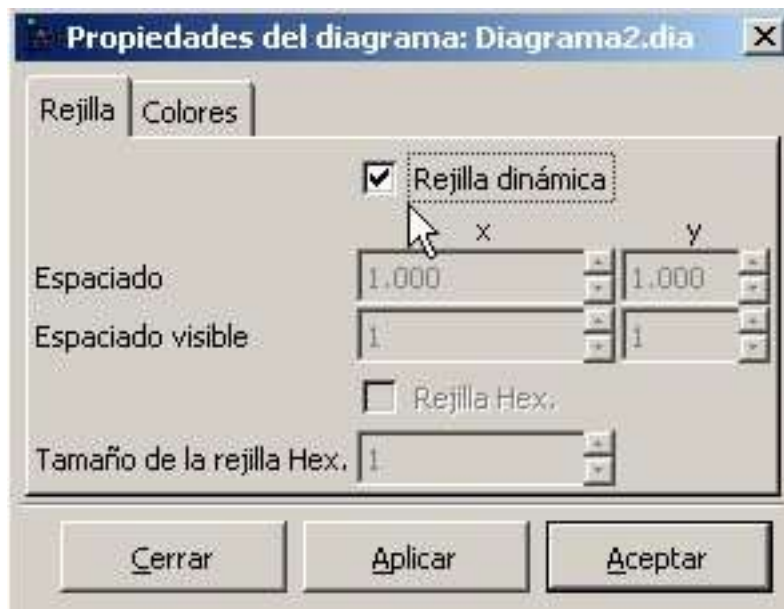 Propiedades del diagrama: Diagrama2.dia
Rejilla Colores
Rejilla dinámica
x y
Espaciado 1.000 1.000
Espaciado visible 1 1
Rejilla Hex.
Tamaño de la rejilla Hex. 1
Cerrar Aplicar Aceptar